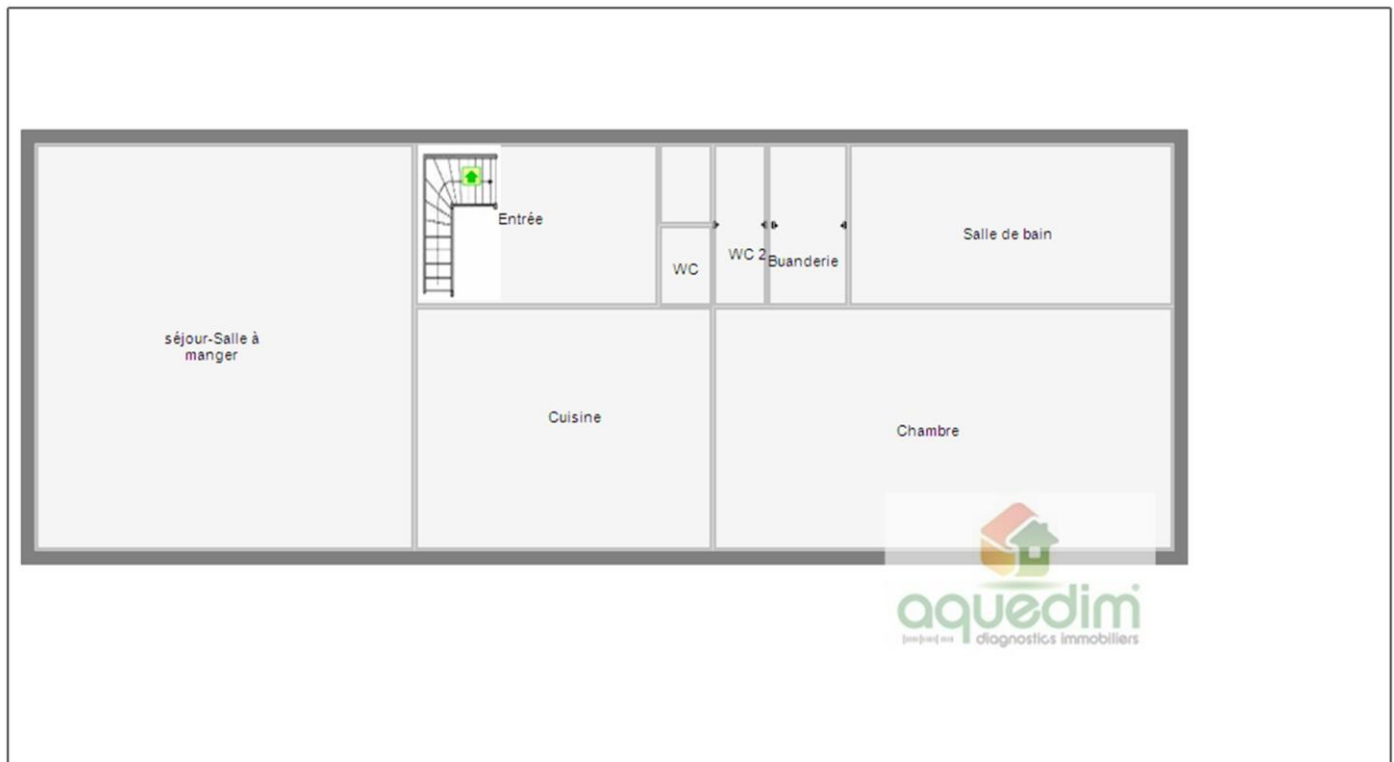 Entrée
Salle de bain
WC 2
Buanderie
WC
séjour-Salle à
manger
Cuisine
Chambre
aquedim
diagnostics immobiliers